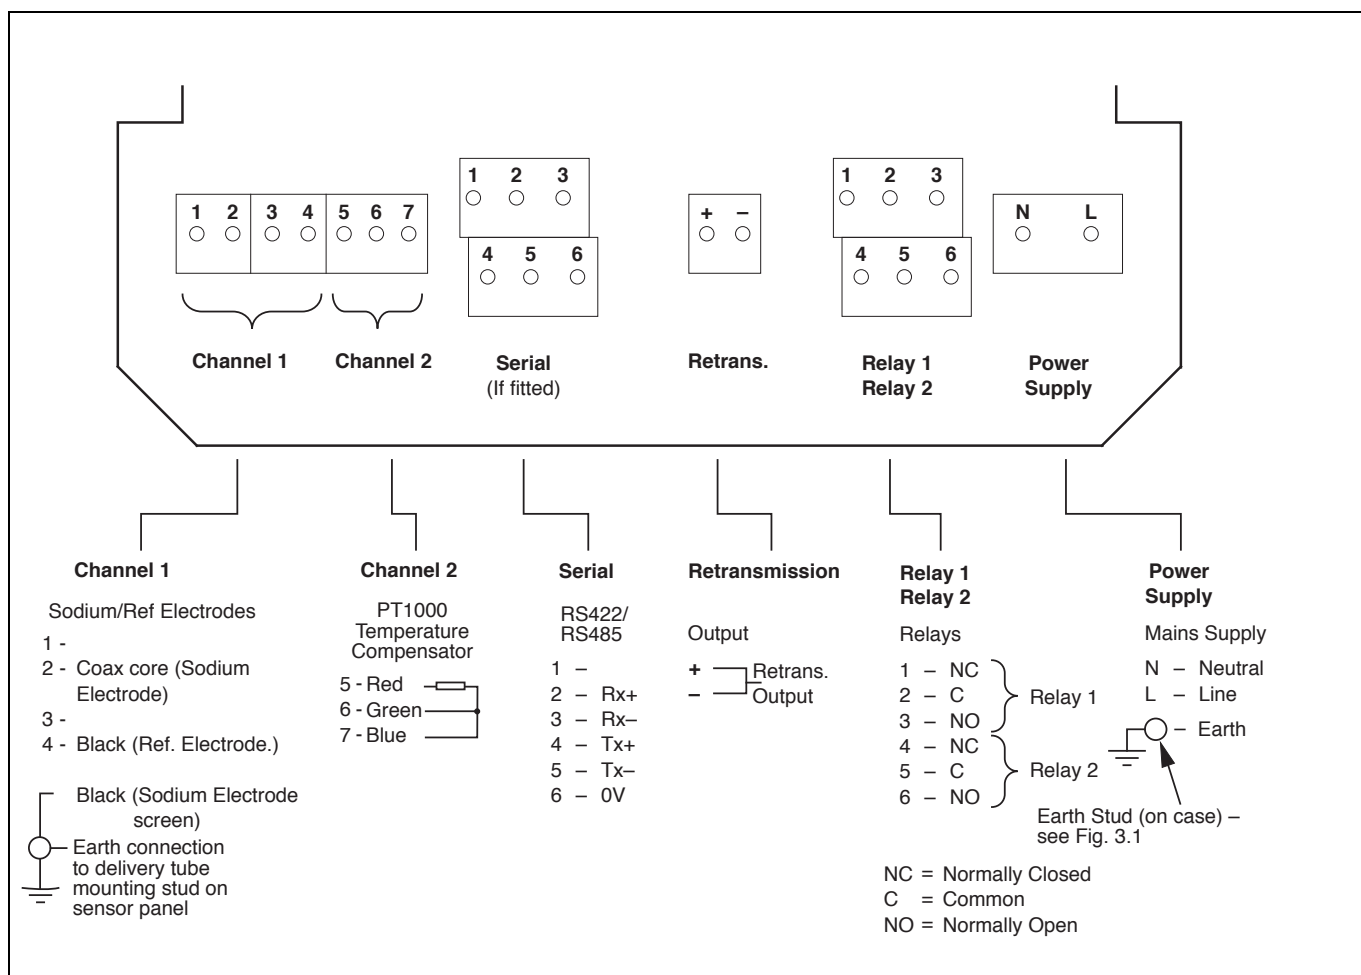 1 2 3 4 5 6 7
1 2 3
4 5 6
+ –
1 2 3
4 5 6
N L
Channel 1
Channel 2
Serial
(If fitted)
Retrans.
Relay 1
Relay 2
Power
Supply
Channel 1
Sodium/Ref Electrodes
1 -
2 - Coax core (Sodium
Electrode)
3 -
4 - Black (Ref. Electrode.)
Black (Sodium Electrode
screen)
Earth connection
to delivery tube
mounting stud on
sensor panel
Channel 2
PT1000
Temperature
Compensator
5 - Red
6 - Green
7 - Blue
Serial
RS422/
RS485
1 –
2 – Rx+
3 – Rx–
4 – Tx+
5 – Tx–
6 – 0V
Retransmission
Output
+ Retrans.
– Output
Relay 1
Relay 2
Relays
1 – NC
2 – C
3 – NO
Relay 1
4 – NC
5 – C
6 – NO
Relay 2
NC = Normally Closed
C = Common
NO = Normally Open
Power
Supply
Mains Supply
N – Neutral
L – Line
– Earth
Earth Stud (on case) –
see Fig. 3.1